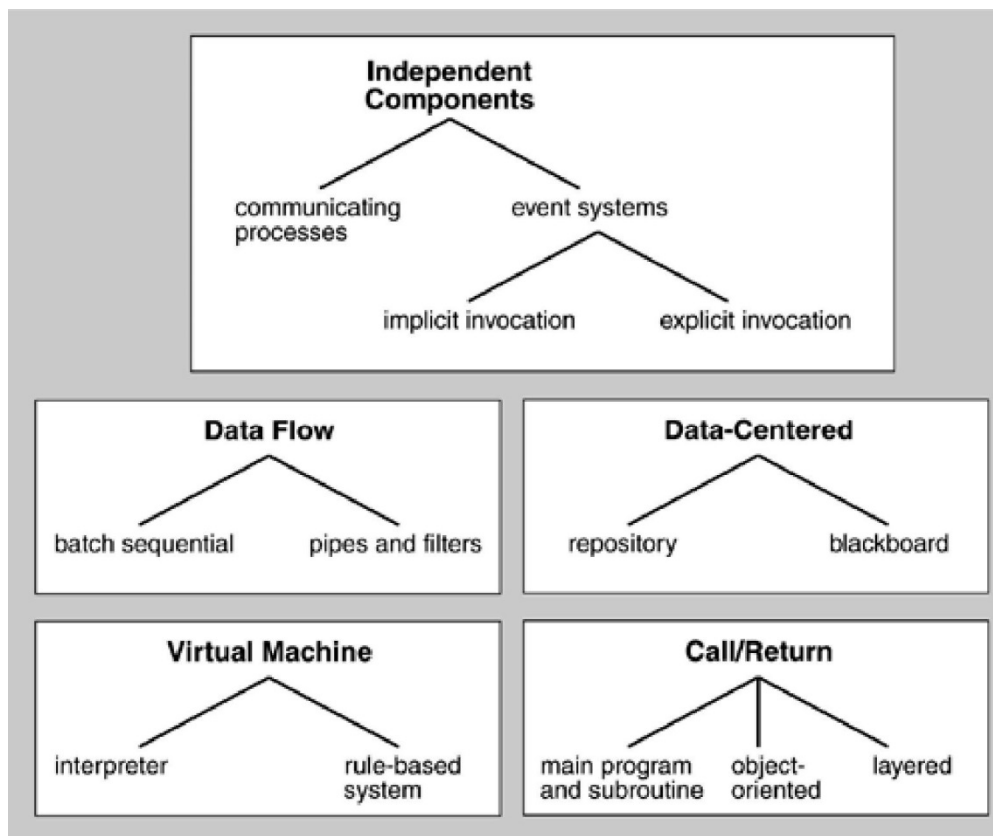 Independent
Components
communicating
processes
event systems
implicit invocation
explicit invocation
Data Flow
batch sequential
pipes and filters
Data-Centered
repository
blackboard
Virtual Machine
interpreter
rule-based
system
Call/Return
main program
and subroutine
object-
oriented
layered